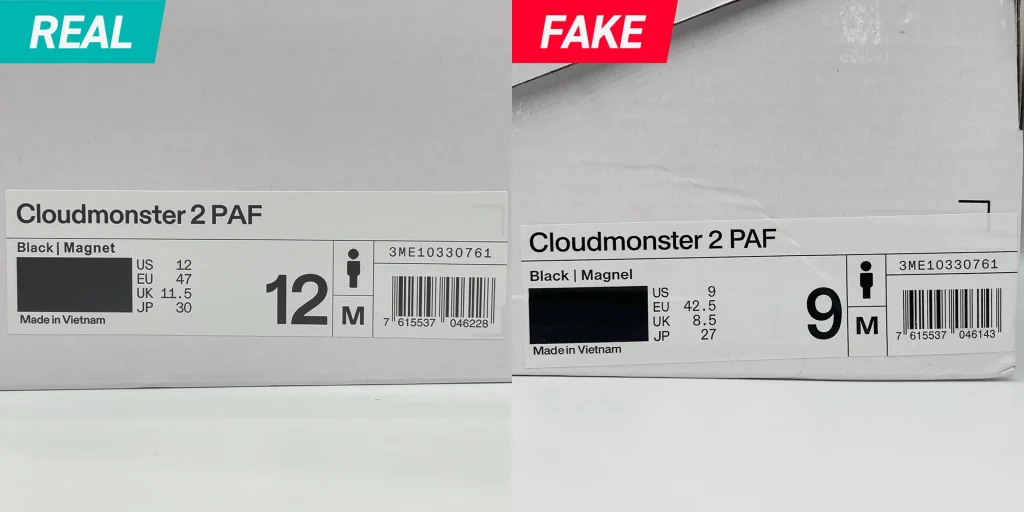 REAL
Cloudmonster 2 PAF
Black | Magnet
US 12
EU 47
UK 11.5
JP 30
Made in Vietnam
12
M
3ME10330761
7 615537 046228
FAKE
Cloudmonster 2 PAF
Black | Magnel
US 9
EU 42.5
UK 8.5
JP 27
Made in Vietnam
9
M
3ME10330761
7 615537 046143